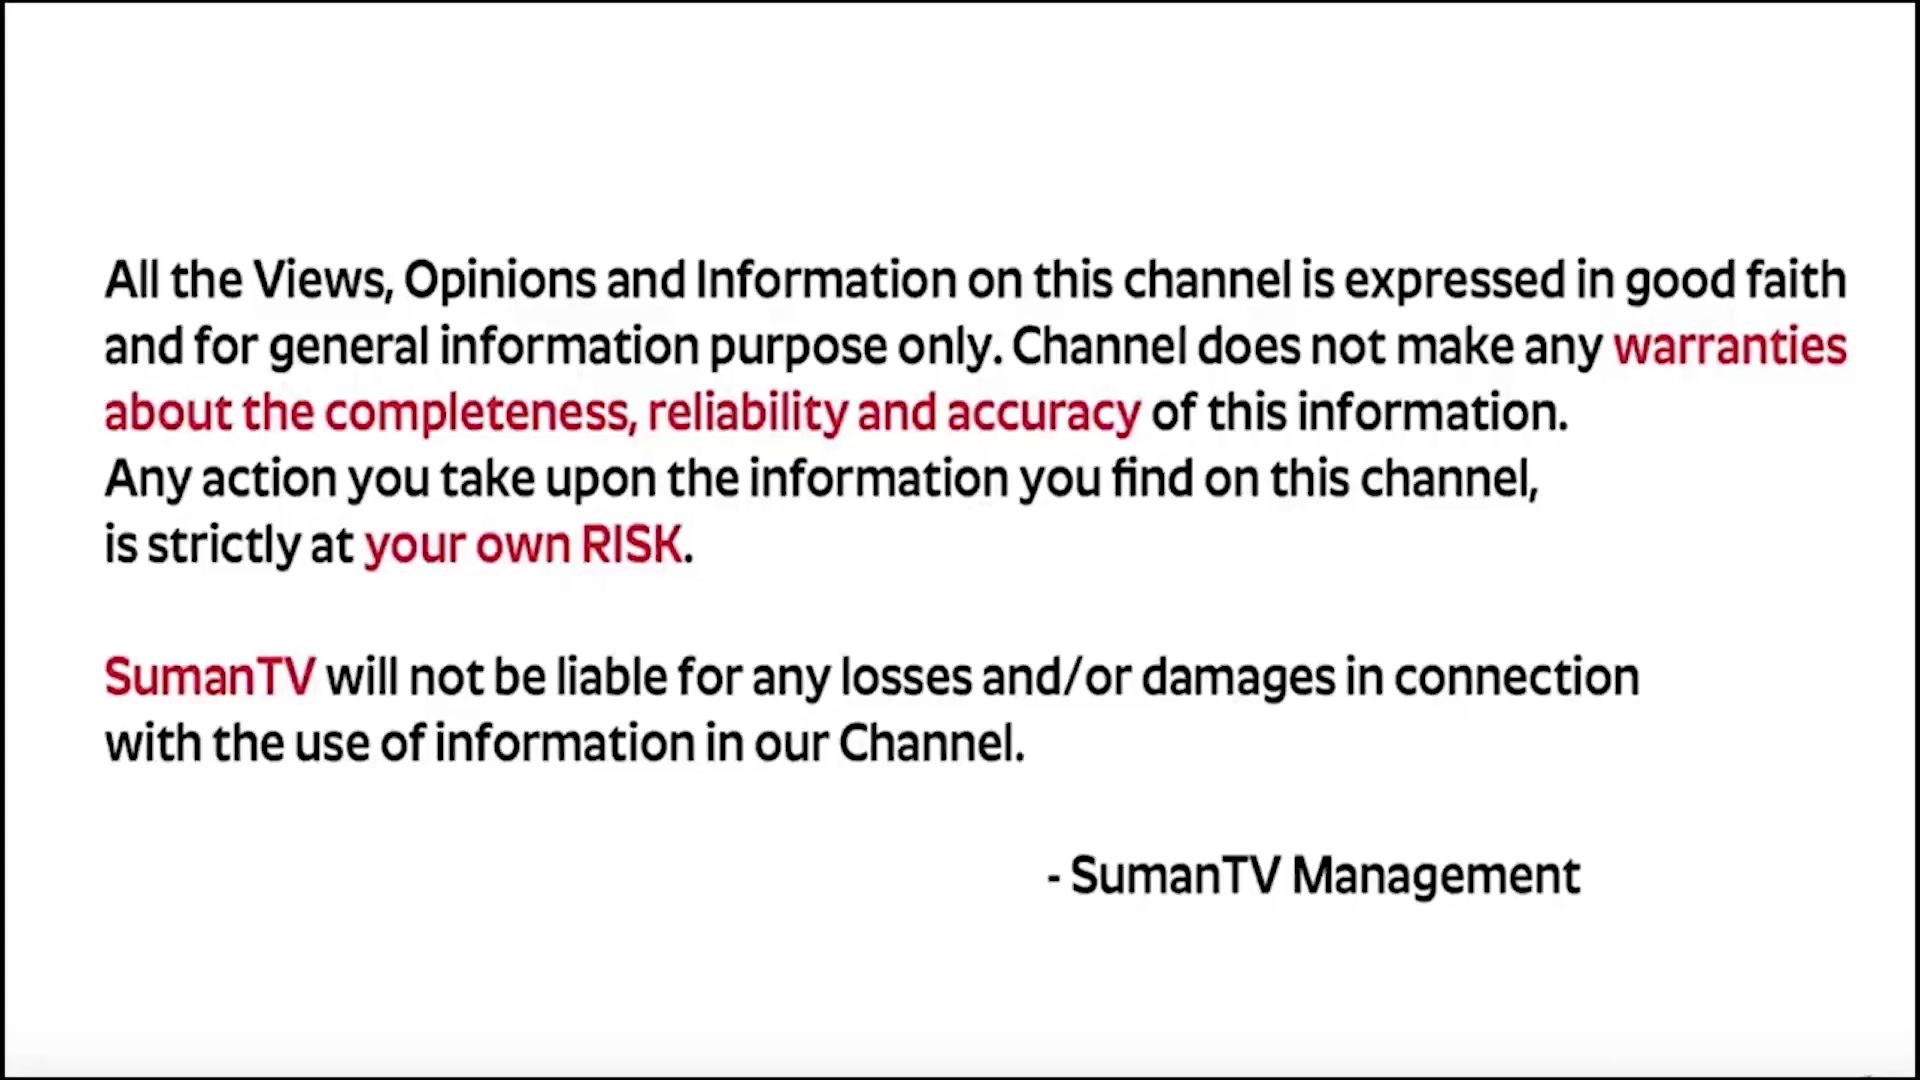 All the Views, Opinions and Information on this channel is expressed in good faith
and for general information purpose only. Channel does not make any warranties
about the completeness, reliability and accuracy of this information.
Any action you take upon the information you find on this channel,
is strictly at your own RISK.
SumanTV will not be liable for any losses and/or damages in connection
with the use of information in our Channel.
- SumanTV Management